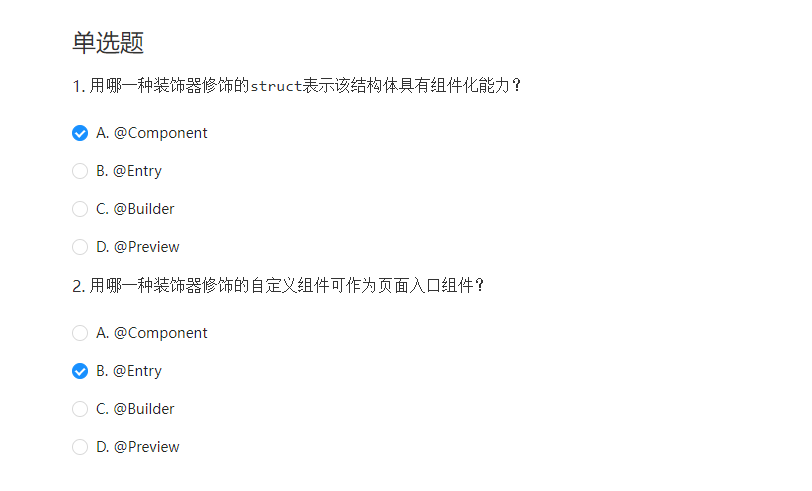 单选题
1. 用哪一种装饰器修饰的struct表示该结构体具有组件化能力？
A. @Component
B. @Entry
C. @Builder
D. @Preview
2. 用哪一种装饰器修饰的自定义组件可作为页面入口组件？
A. @Component
B. @Entry
C. @Builder
D. @Preview